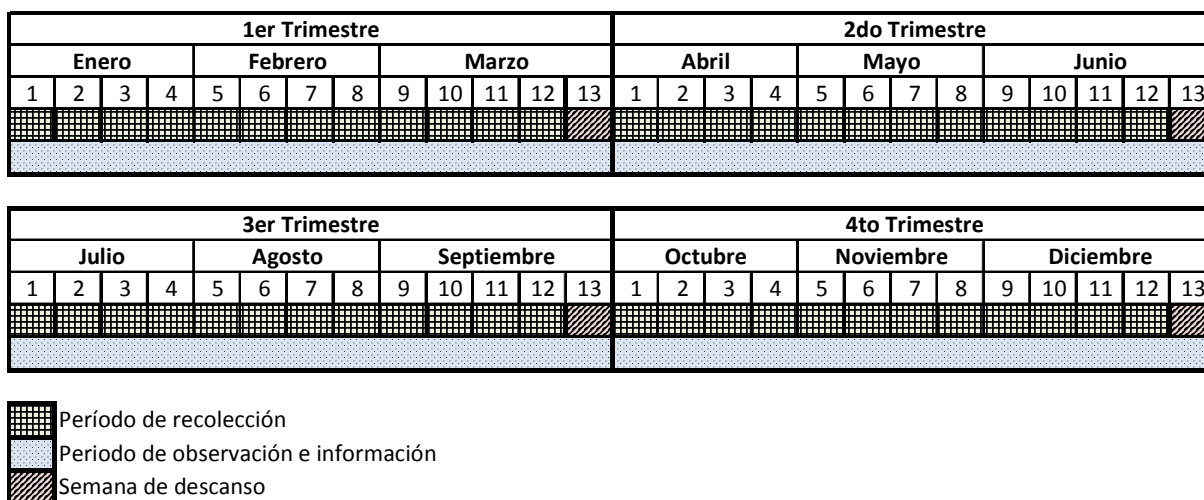 1er Trimestre 2do Trimestre
Enero Febrero Marzo Abril Mayo Junio
1 2 3 4 5 6 7 8 9 10 11 12 13 1 2 3 4 5 6 7 8 9 10 11 12 13
3er Trimestre 4to Trimestre
Julio Agosto Septiembre Octubre Noviembre Diciembre
1 2 3 4 5 6 7 8 9 10 11 12 13 1 2 3 4 5 6 7 8 9 10 11 12 13
Período de recolección
Periodo de observación e información
Semana de descanso